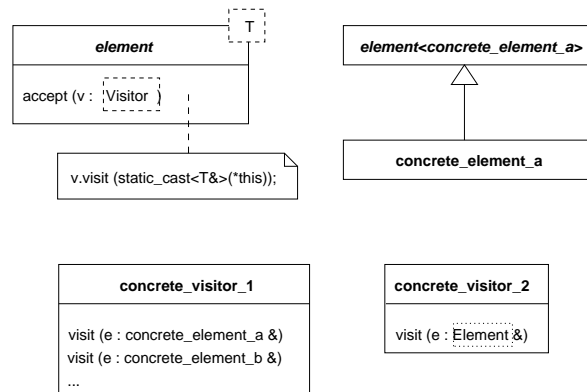 T
element
accept (v : Visitor )
v.visit (static_cast<T&>(*this));
element<concrete_element_a>
concrete_element_a
concrete_visitor_1
visit (e : concrete_element_a &)
visit (e : concrete_element_b &)
...
concrete_visitor_2
visit (e : Element &)